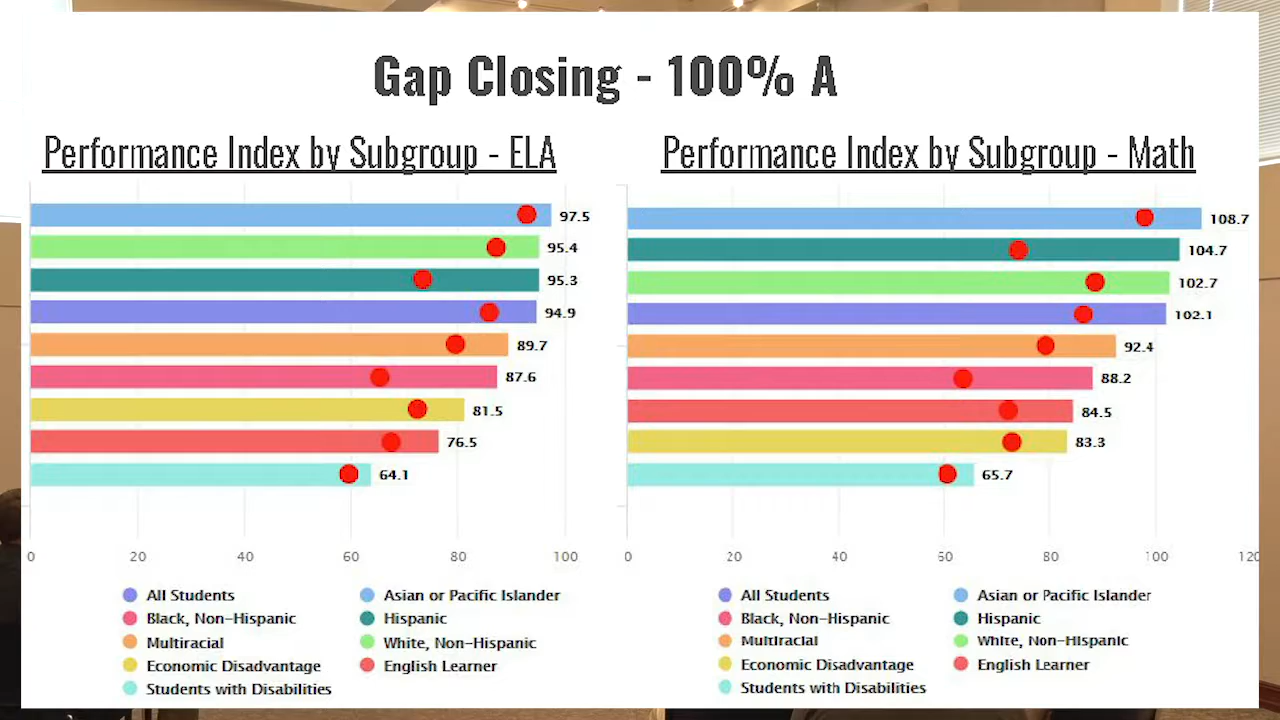 Gap Closing - 100% A
Performance Index by Subgroup - ELA
97.5
95.4
95.3
94.9
89.7
87.6
81.5
76.5
64.1
0 20 40 60 80 100
All Students Asian or Pacific Islander
Black, Non-Hispanic Hispanic
Multiracial White, Non-Hispanic
Economic Disadvantage English Learner
Students with Disabilities
Performance Index by Subgroup - Math
108.7
104.7
102.7
102.1
92.4
88.2
84.5
83.3
65.7
0 20 40 60 80 100 120
All Students Asian or Pacific Islander
Black, Non-Hispanic Hispanic
Multiracial White, Non-Hispanic
Economic Disadvantage English Learner
Students with Disabilities